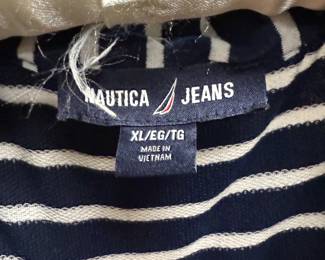 NAUTICA JEANS
XL/EG/TG
MADE IN
VIETNAM